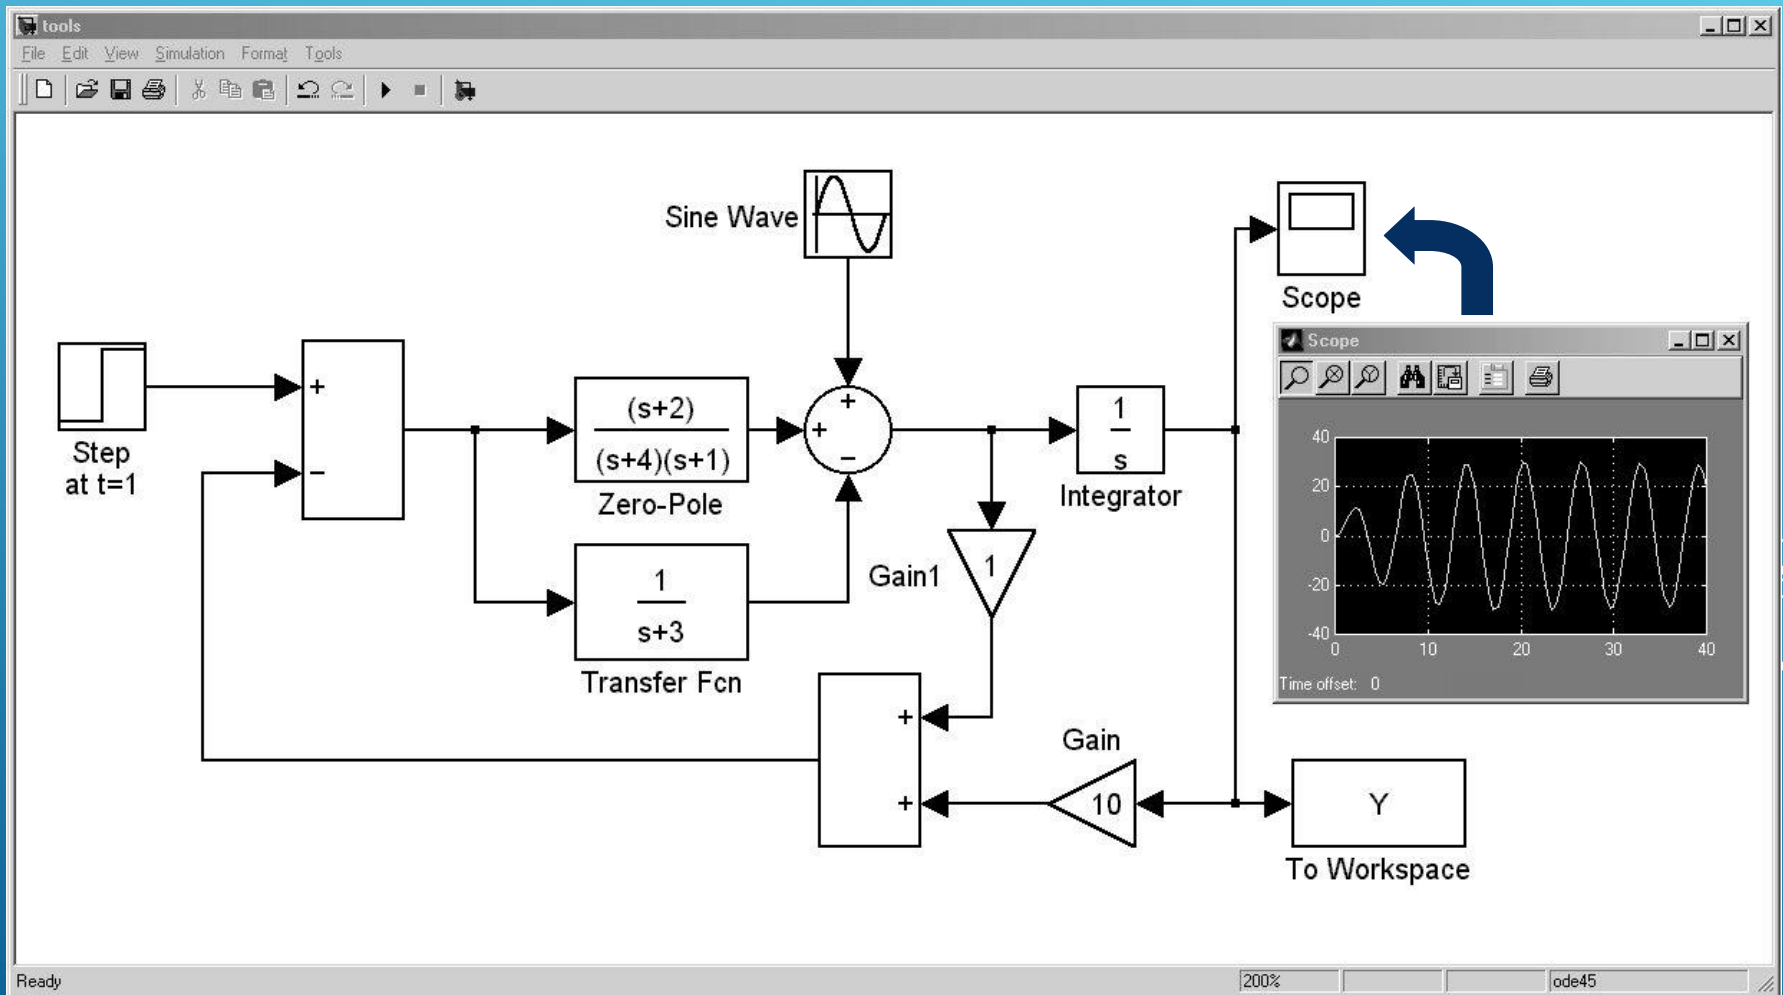 tools
File Edit View Simulation Format Tools
Sine Wave
Scope
Step
at t=1
+
−
(s+2)
(s+4)(s+1)
Zero-Pole
+
+
−
1
s
Integrator
1
s+3
Transfer Fcn
Gain1
1
+
+
Gain
10
Y
To Workspace
Scope
40
20
0
-20
-40
0 10 20 30 40
Time offset: 0
Ready 200% ode45